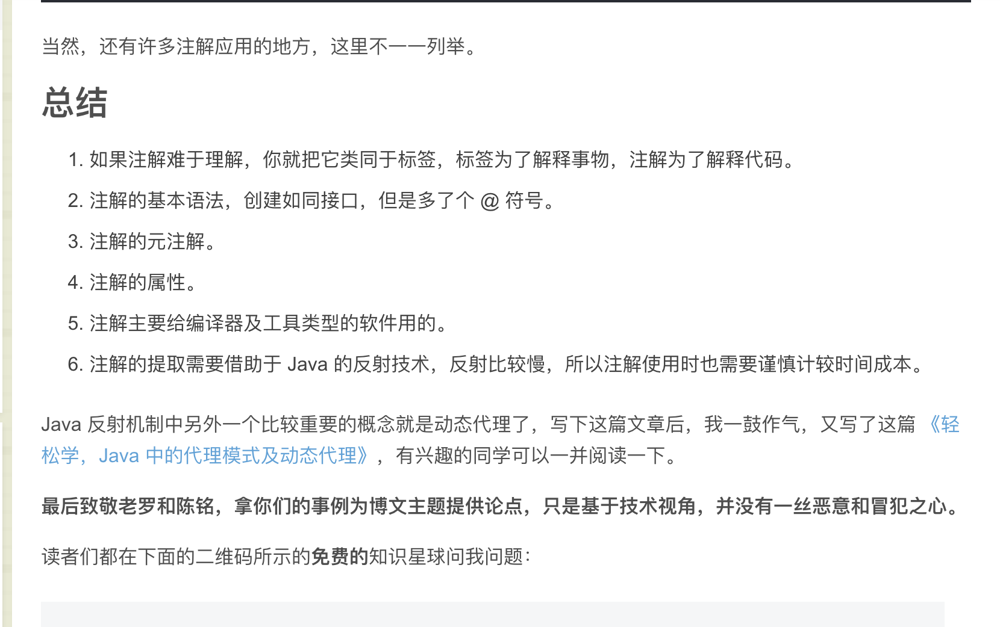 当然，还有许多注解应用的地方，这里不一一列举。
总结
1. 如果注解难于理解，你就把它类同于标签，标签为了解释事物，注解为了解释代码。
2. 注解的基本语法，创建如同接口，但是多了个 @ 符号。
3. 注解的元注解。
4. 注解的属性。
5. 注解主要给编译器及工具类型的软件用的。
6. 注解的提取需要借助于 Java 的反射技术，反射比较慢，所以注解使用时也需要谨慎计较时间成本。
Java 反射机制中另外一个比较重要的概念就是动态代理了，写下这篇文章后，我一鼓作气，又写了这篇 《轻
松学，Java 中的代理模式及动态代理》，有兴趣的同学可以一并阅读一下。
最后致敬老罗和陈铭，拿你们的事例为博文主题提供论点，只是基于技术视角，并没有一丝恶意和冒犯之心。
读者们都在下面的二维码所示的免费的知识星球问我问题：